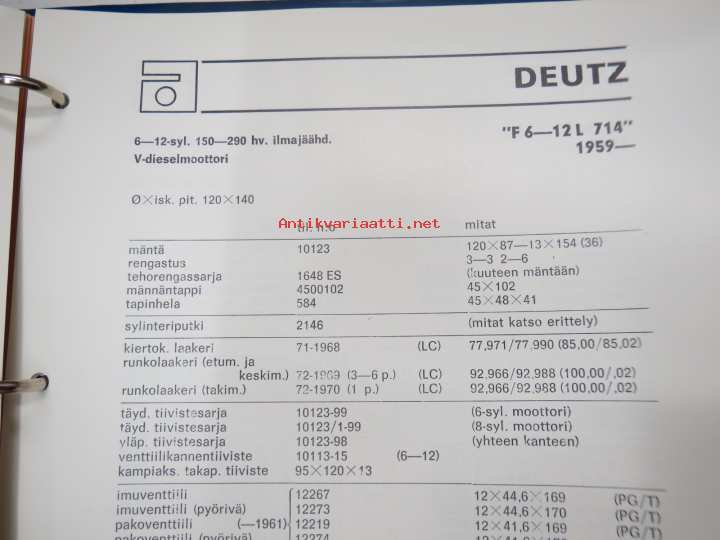 DEUTZ
6—12-syl. 150—290 hv. ilmajäähd.
V-dieselmoottori
"F 6—12 L 714"
1959—
Ø×isk. pit. 120×140
Antikvariaatti.net
til. n:o mitat
mäntä 10123 120×87—13×154 (36)
rengastus 3—3 2—6
tehorengassarja 1648 ES (kuuteen mäntään)
männäntappi 4500102 45×102
tapinhela 584 45×48×41
sylinteriputki 2146 (mitat katso erittely)
kiertok. laakeri 71-1968 (LC) 77,971/77,990 (85,00/85,02)
runkolaakeri (etum. ja
keskim.) 72-1969 (3—6 p.) (LC) 92,966/92,988 (100,00/,02)
runkolaakeri (takim.) 72-1970 (1 p.) (LC) 92,966/92,988 (100,00/,02)
täyd. tiivistesarja 10123-99 (6-syl. moottori)
täyd. tiivistesarja 10123/1-99 (8-syl. moottori)
yläp. tiivistesarja 10123-98 (yhteen kanteen)
venttiilikannentiiviste 10113-15 (6—12)
kampiaks. takap. tiiviste 95×120×13
imuventtiili 12267 12×44,6×169 (PG/T)
imuventtiili (pyörivä) 12273 12×44,6×170 (PG/T)
pakoventtiili (—1961) 12219 12×41,6×169 (PG/T)
pakoventtiili (pyörivä) 12274